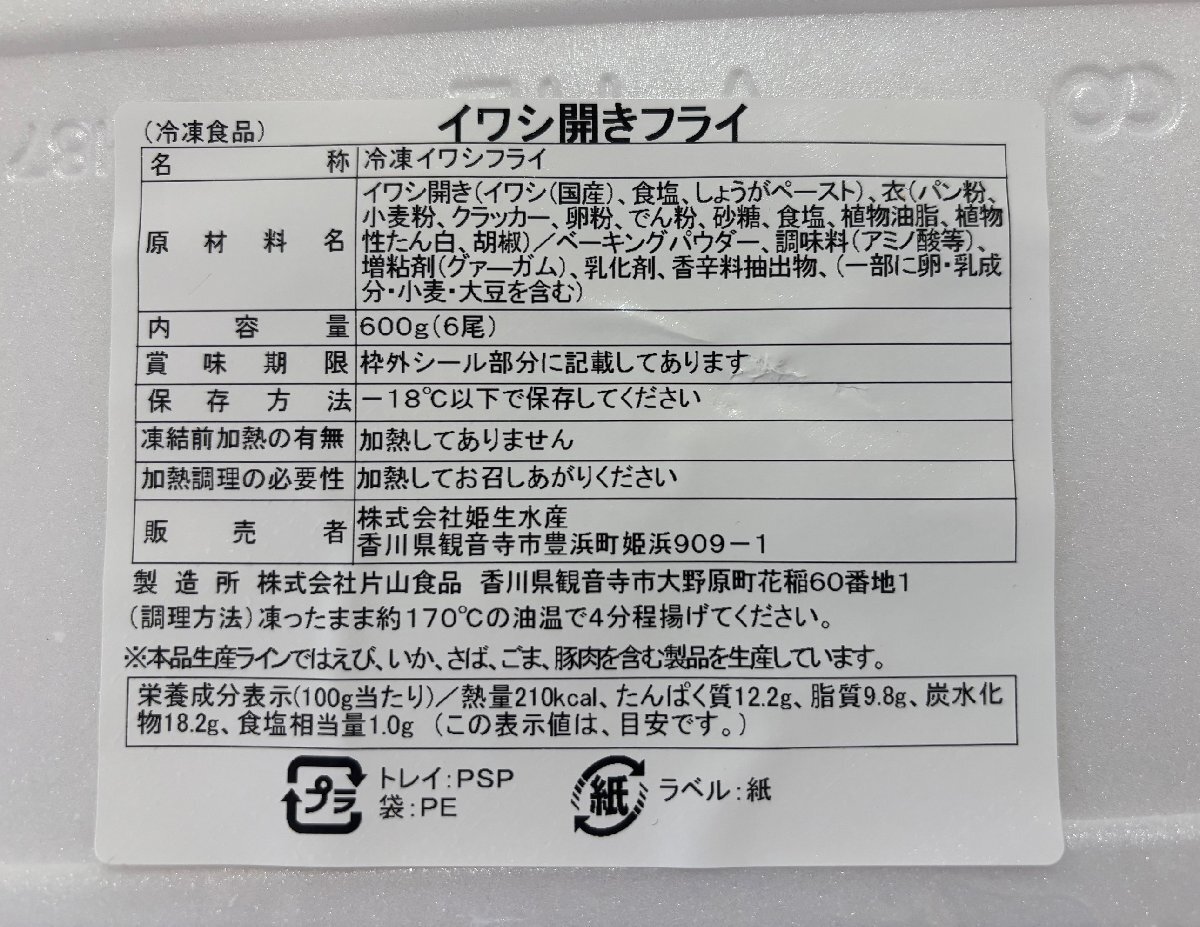 イワシ開きフライ
(冷凍食品)
名称 冷凍イワシフライ
原材料名 イワシ開き(イワシ(国産)、食塩、しょうがペースト)、衣(パン粉、
小麦粉、クラッカー、卵粉、でん粉、砂糖、食塩、植物油脂、植物
性たん白、胡椒)／ベーキングパウダー、調味料(アミノ酸等)、
増粘剤(グァーガム)、乳化剤、香辛料抽出物、(一部に卵・乳成
分・小麦・大豆を含む)
内容量 600g(6尾)
賞味期限 枠外シール部分に記載してあります
保存方法 －18℃以下で保存してください
凍結前加熱の有無 加熱してありません
加熱調理の必要性 加熱してお召しあがりください
販売者 株式会社姫生水産
香川県観音寺市豊浜町姫浜909－1
製造所 株式会社片山食品 香川県観音寺市大野原町花稲60番地1
(調理方法)凍ったまま約170℃の油温で4分程揚げてください。
※本品生産ラインではえび、いか、さば、ごま、豚肉を含む製品を生産しています。
栄養成分表示(100g当たり)／熱量210kcal、たんぱく質12.2g、脂質9.8g、炭水化
物18.2g、食塩相当量1.0g (この表示値は、目安です。)
プラ トレイ：PSP
袋：PE
紙 ラベル：紙